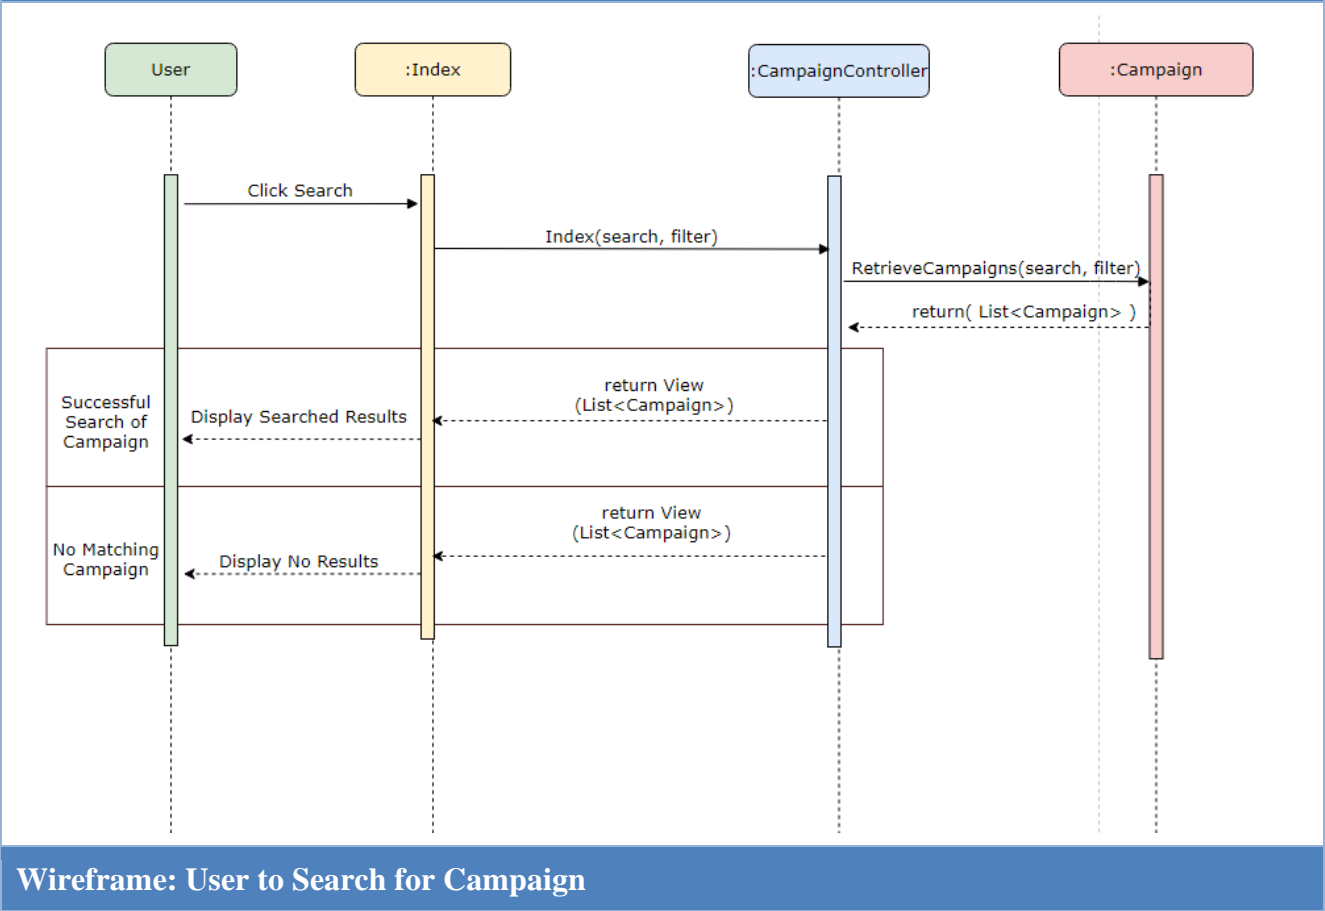 User
:Index
:CampaignController
:Campaign
Click Search
Index(search, filter)
RetrieveCampaigns(search, filter)
return( List<Campaign> )
Successful
Search of
Campaign
Display Searched Results
return View
(List<Campaign>)
No Matching
Campaign
Display No Results
return View
(List<Campaign>)
Wireframe: User to Search for Campaign